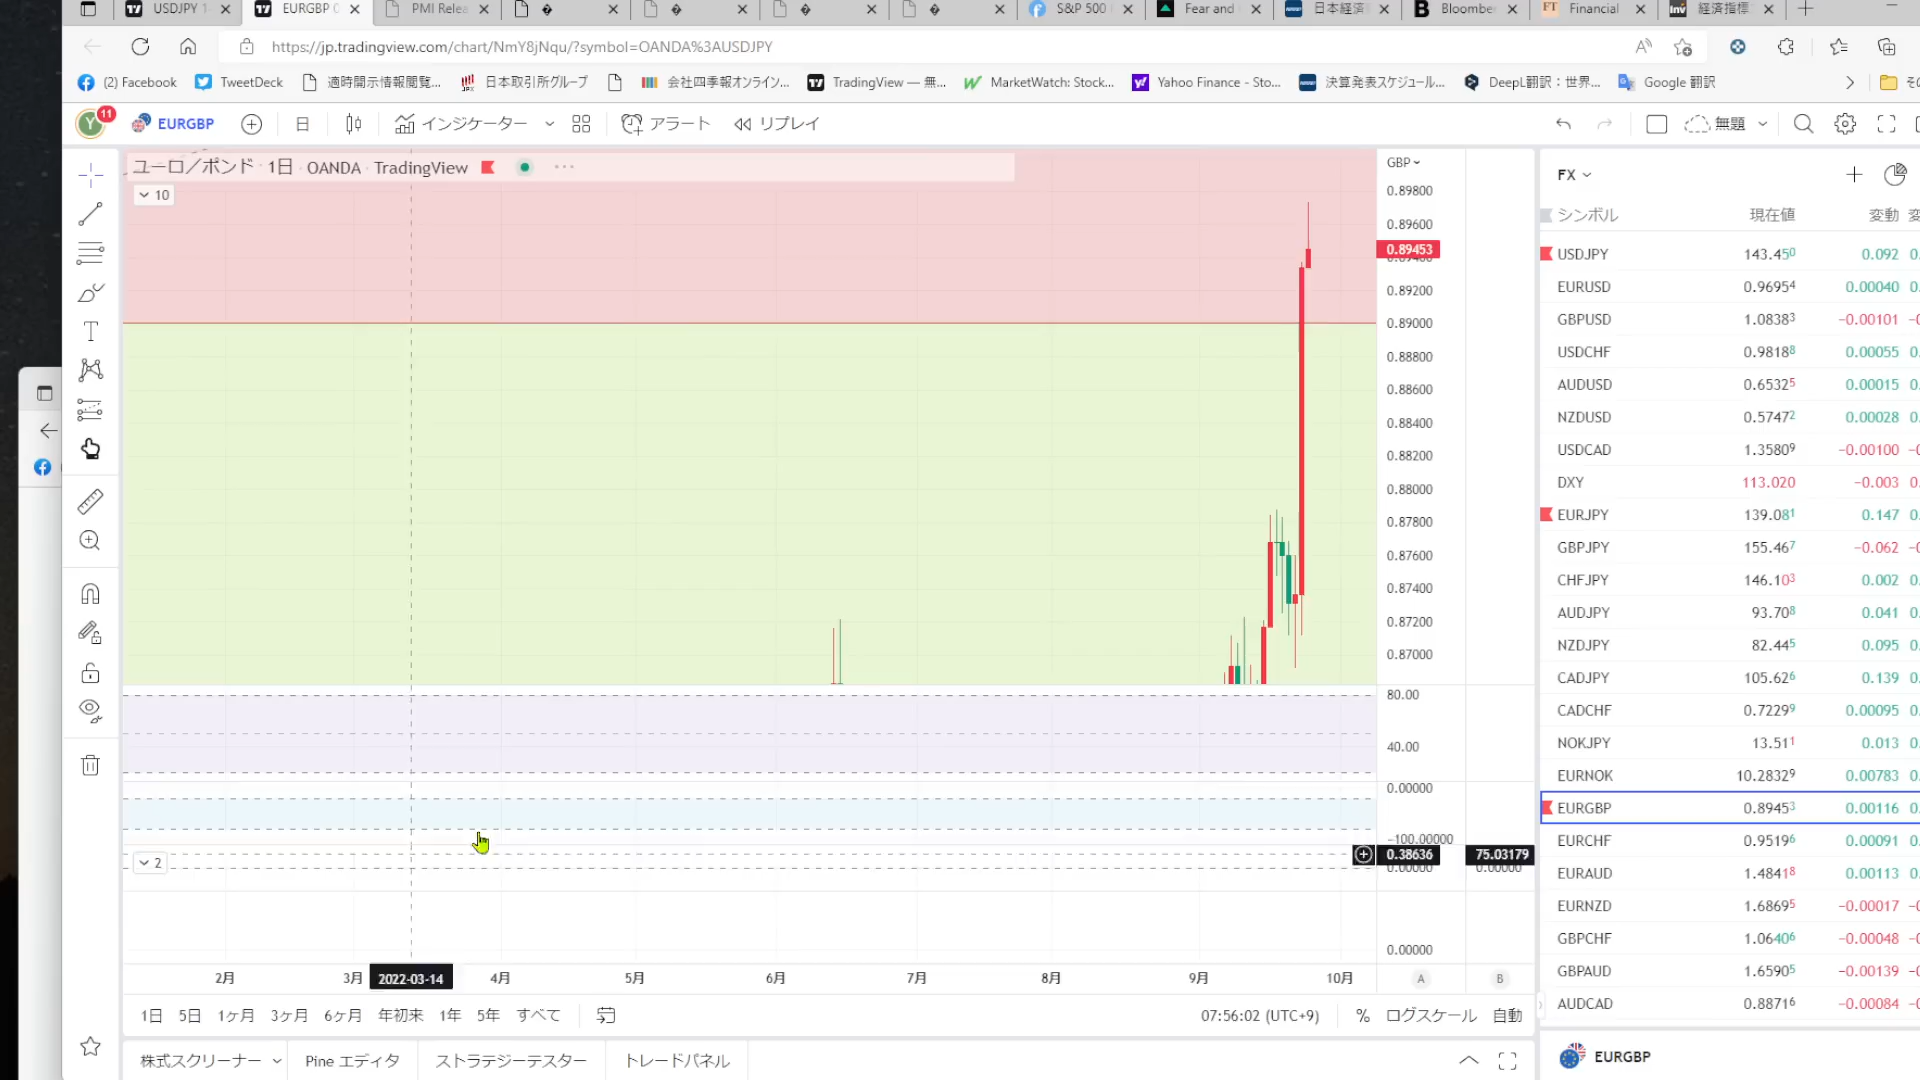 USDJPY 1
EURGBP 0
PMI Relea
S&P 500
Fear and
日本経済
Bloombe
Financial
経済指標
https://jp.tradingview.com/chart/NmY8jNqu/?symbol=OANDA%3AUSDJPY
(2) Facebook
TweetDeck
適時開示情報閲覧...
日本取引所グループ
会社四季報オンライン...
TradingView — 無...
MarketWatch: Stock...
Yahoo Finance - Sto...
決算発表スケジュール...
DeepL翻訳：世界...
Google 翻訳
Y 11
EURGBP
日
インジケーター
アラート
リプレイ
無題
ユーロ／ポンド · 1日 · OANDA · TradingView
10
GBP
0.89800
0.89600
0.89453
0.89200
0.89000
0.88800
0.88600
0.88400
0.88200
0.88000
0.87800
0.87600
0.87400
0.87200
0.87000
80.00
40.00
0.00000
−100.00000
0.38636
75.03179
0.00000
0.00000
2
0.00000
2月
3月
2022-03-14
4月
5月
6月
7月
8月
9月
10月
A
B
1日 5日 1ヶ月 3ヶ月 6ヶ月 年初来 1年 5年 すべて
07:56:02 (UTC+9)
% ログスケール 自動
株式スクリーナー
Pine エディタ
ストラテジーテスター
トレードパネル
FX
シンボル 現在値 変動
USDJPY 143.450 0.092
EURUSD 0.96954 0.00040
GBPUSD 1.08383 −0.00101
USDCHF 0.98188 0.00055
AUDUSD 0.65325 0.00015
NZDUSD 0.57472 0.00028
USDCAD 1.35809 −0.00100
DXY 113.020 −0.003
EURJPY 139.081 0.147
GBPJPY 155.467 −0.062
CHFJPY 146.103 0.002
AUDJPY 93.708 0.041
NZDJPY 82.445 0.095
CADJPY 105.626 0.139
CADCHF 0.72299 0.00095
NOKJPY 13.511 0.013
EURNOK 10.28329 0.00783
EURGBP 0.89453 0.00116
EURCHF 0.95196 0.00091
EURAUD 1.48418 0.00113
EURNZD 1.68695 −0.00017
GBPCHF 1.06406 −0.00048
GBPAUD 1.65905 −0.00139
AUDCAD 0.88716 −0.00084
EURGBP